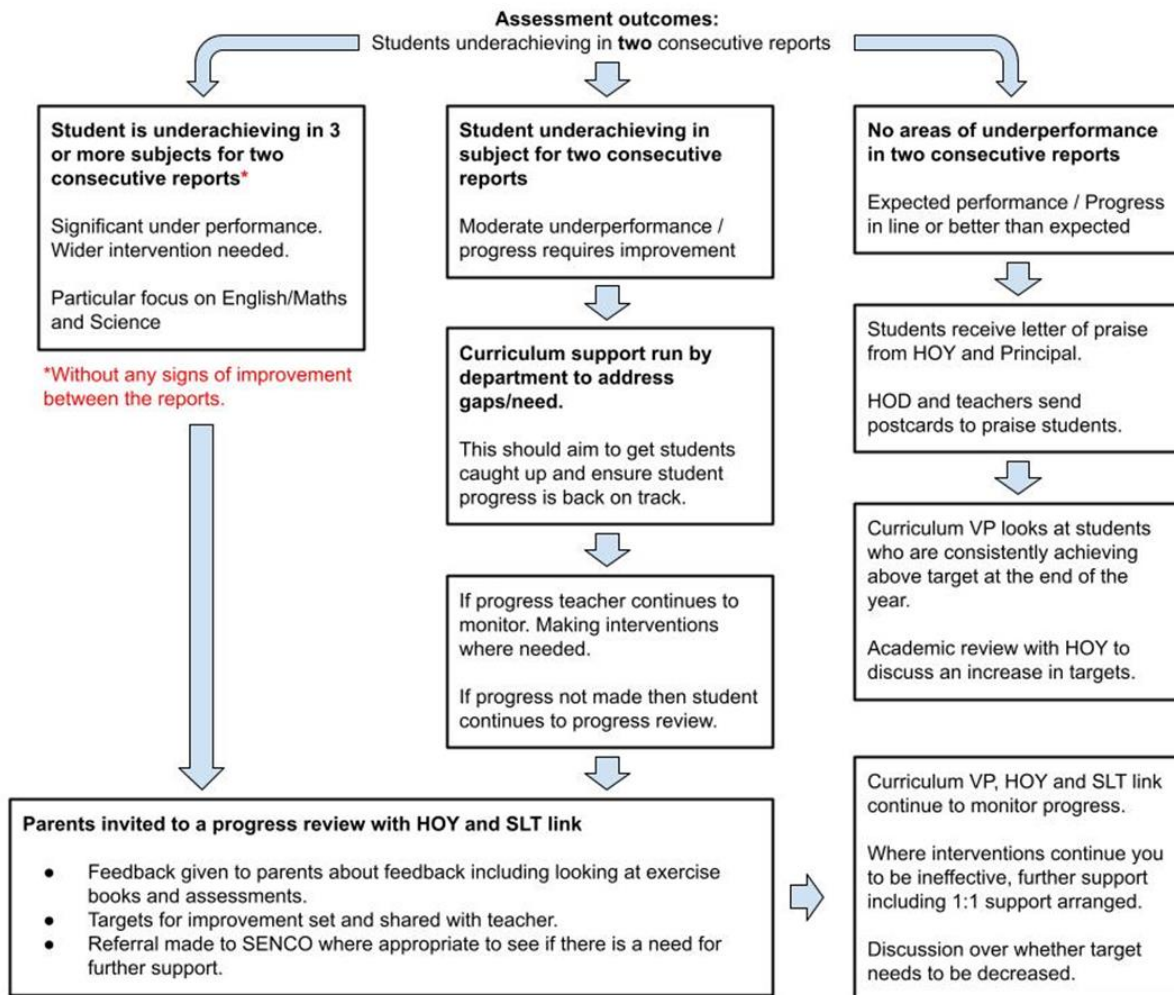 Assessment outcomes:
Students underachieving in two consecutive reports
Student is underachieving in 3
or more subjects for two
consecutive reports*
Significant under performance.
Wider intervention needed.
Particular focus on English/Maths
and Science
*Without any signs of improvement
between the reports.
Student underachieving in
subject for two consecutive
reports
Moderate underperformance /
progress requires improvement
Curriculum support run by
department to address
gaps/need.
This should aim to get students
caught up and ensure student
progress is back on track.
If progress teacher continues to
monitor. Making interventions
where needed.
If progress not made then student
continues to progress review.
No areas of underperformance
in two consecutive reports
Expected performance / Progress
in line or better than expected
Students receive letter of praise
from HOY and Principal.
HOD and teachers send
postcards to praise students.
Curriculum VP looks at students
who are consistently achieving
above target at the end of the
year.
Academic review with HOY to
discuss an increase in targets.
Parents invited to a progress review with HOY and SLT link
● Feedback given to parents about feedback including looking at exercise
books and assessments.
● Targets for improvement set and shared with teacher.
● Referral made to SENCO where appropriate to see if there is a need for
further support.
Curriculum VP, HOY and SLT link
continue to monitor progress.
Where interventions continue you
to be ineffective, further support
including 1:1 support arranged.
Discussion over whether target
needs to be decreased.